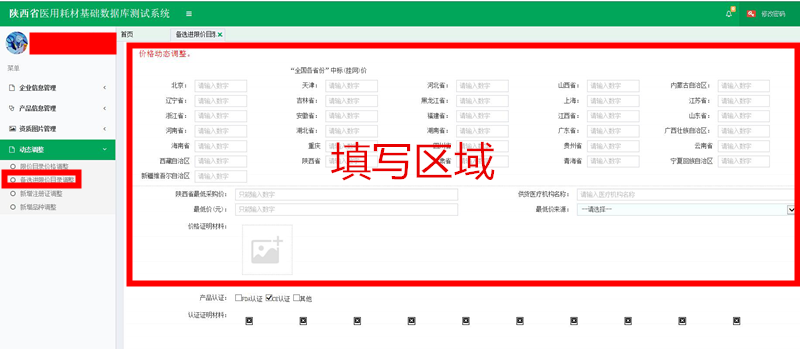 陕西省医用耗材基础数据库测试系统
修改密码
首页
备选进限价目录
菜单
企业信息管理
产品信息管理
资质图片管理
动态调整
限价目录价格调整
备选进限价目录调整
新增注册证调整
新增品种调整
价格动态调整。
“全国各省份”中标(挂网)价
北京: 请输入数字 天津: 请输入数字 河北省: 请输入数字 山西省: 请输入数字 内蒙古自治区: 请输入数字
辽宁省: 请输入数字 吉林省: 请输入数字 黑龙江省: 请输入数字 上海: 请输入数字 江苏省: 请输入数字
浙江省: 请输入数字 安徽省: 请输入数字 福建省: 请输入数字 江西省: 请输入数字 山东省: 请输入数字
河南省: 请输入数字 湖北省: 请输入数字 湖南省: 请输入数字 广东省: 请输入数字 广西壮族自治区: 请输入数字
海南省: 请输入数字 重庆 请输入数字 贵州省: 请输入数字 云南省: 请输入数字
西藏自治区 请输入数字 陕西省 请输入数字 青海省: 请输入数字 宁夏回族自治区 请输入数字
新疆维吾尔自治区 请输入数字
填写区域
陕西省最低采购价: 只如输入数字 供货医疗机构名称: 请输入医疗机构名称
最低价(元): 只如输入数字 最低价来源: --请选择--
价格证明材料:
产品认证: FDA认证 CE认证 其他
认证证明材料: